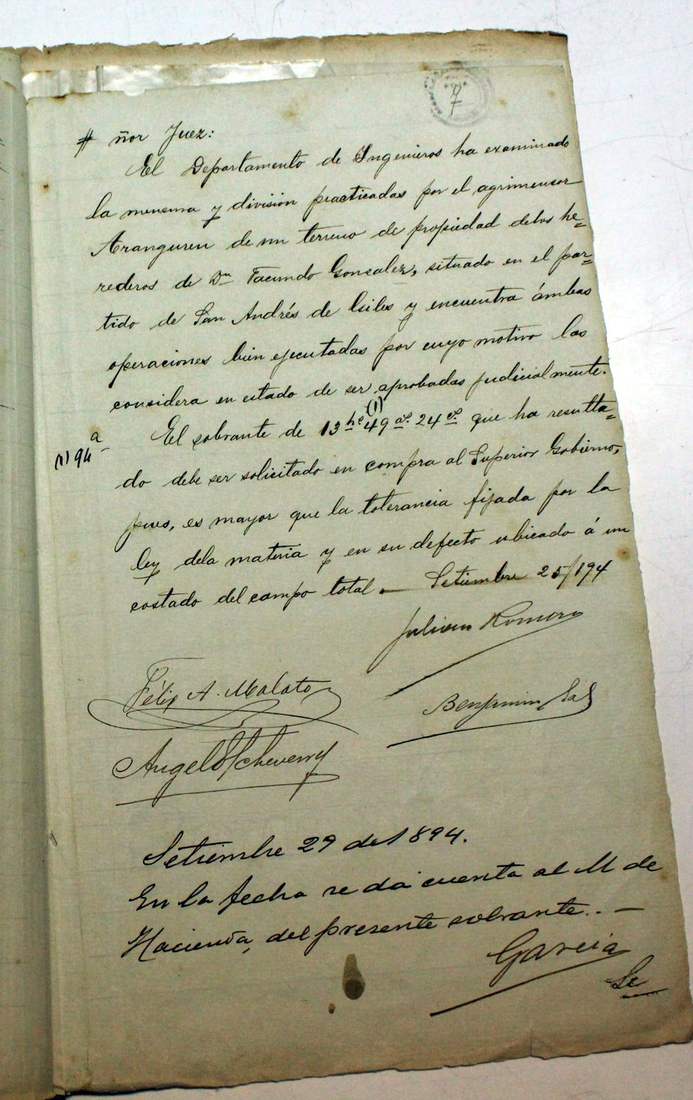 7
# ñor Juez:
El Departamento de Ingenieros ha examinado
la mensura y división practicadas por el agrimensor
Aranguren de un terreno de propiedad delos he-
rederos de Dn Facundo Gonzalez, situado en el par-
tido de San Andrés de Giles y encuentra ámbas
operaciones bien ejecutadas por cuyo motivo las
considera en estado de ser aprobadas judicialmente.
(1) 94 a
El sobrante de 13 hs (1) 49 as 24 cs que ha resulta-
do debe ser solicitado en compra al Superior Gobierno,
pues, es mayor que la tolerancia fijada por la
ley dela materia y en su defecto ubicado á un
costado del campo total. — Setiembre 25/94
Julian Romero
Félix A. Malato
Benjamin Sal
Angel Etcheverry
Setiembre 29 de 1894.
En la fecha se da cuenta al M de
Hacienda, del presente sobrante. . —
Garcia